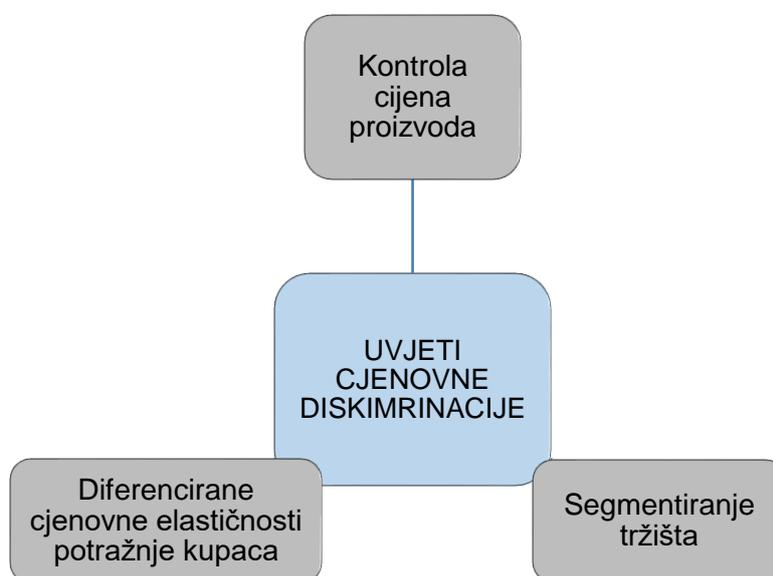 Kontrola
cijena
proizvoda
UVJETI
CJENOVNE
DISKIMRINACIJE
Diferencirane
cjenovne elastičnosti
potražnje kupaca
Segmentiranje
tržišta